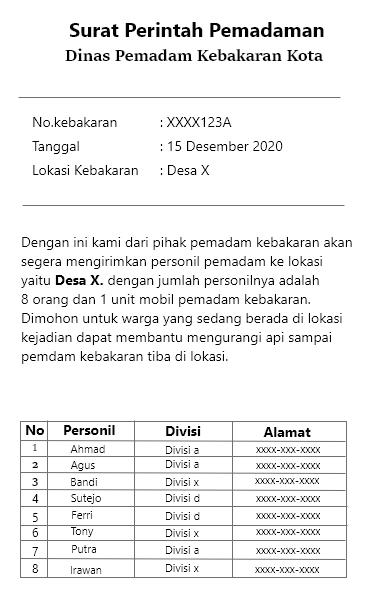 Surat Perintah Pemadaman
Dinas Pemadam Kebakaran Kota
No.kebakaran : XXXX123A
Tanggal : 15 Desember 2020
Lokasi Kebakaran : Desa X
Dengan ini kami dari pihak pemadam kebakaran akan
segera mengirimkan personil pemadam ke lokasi
yaitu Desa X. dengan jumlah personilnya adalah
8 orang dan 1 unit mobil pemadam kebakaran.
Dimohon untuk warga yang sedang berada di lokasi
kejadian dapat membantu mengurangi api sampai
pemdam kebakaran tiba di lokasi.
No Personil Divisi Alamat
1 Ahmad Divisi a xxxx-xxx-xxxx
2 Agus Divisi a xxxx-xxx-xxxx
3 Bandi Divisi x xxxx-xxx-xxxx
4 Sutejo Divisi d xxxx-xxx-xxxx
5 Ferri Divisi d xxxx-xxx-xxxx
6 Tony Divisi x xxxx-xxx-xxxx
7 Putra Divisi a xxxx-xxx-xxxx
8 Irawan Divisi x xxxx-xxx-xxxx